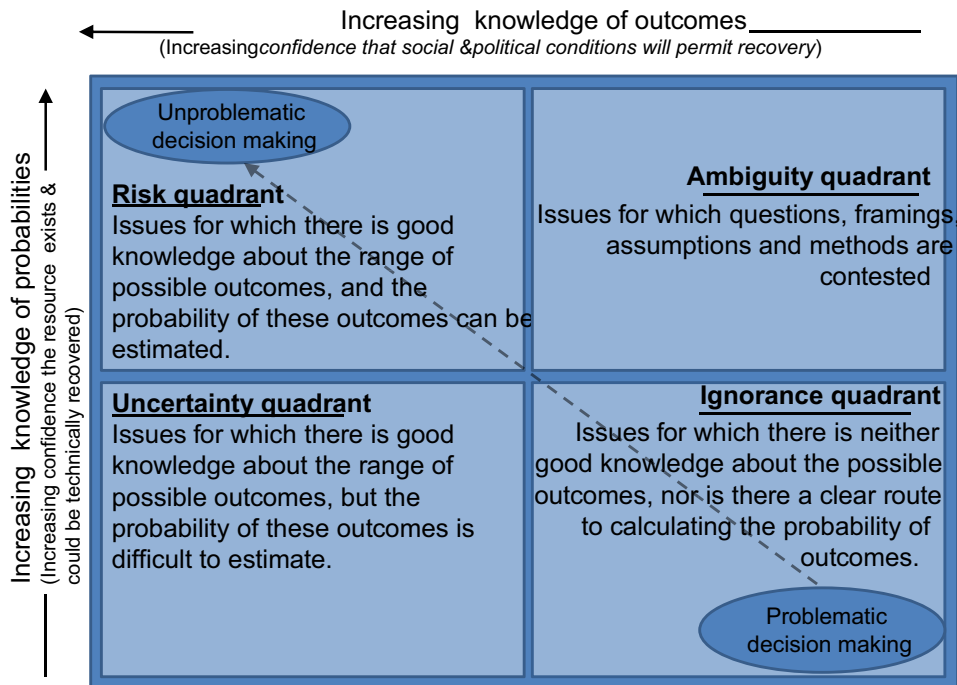 Increasing knowledge of outcomes
(Increasingconfidence that social &political conditions will permit recovery)
Increasing knowledge of probabilities
(Increasing confidence the resource exists &
could be technically recovered)
Unproblematic
decision making
Risk quadrant
Issues for which there is good
knowledge about the range of
possible outcomes, and the
probability of these outcomes can be
estimated.
Ambiguity quadrant
Issues for which questions, framings,
assumptions and methods are
contested
Uncertainty quadrant
Issues for which there is good
knowledge about the range of
possible outcomes, but the
probability of these outcomes is
difficult to estimate.
Ignorance quadrant
Issues for which there is neither
good knowledge about the possible
outcomes, nor is there a clear route
to calculating the probability of
outcomes.
Problematic
decision making